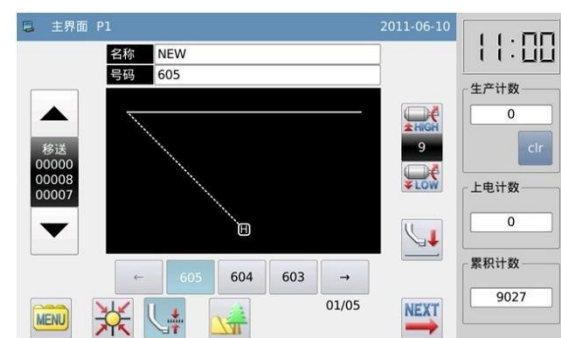 主界面 P1 2011-06-10
11:00
名称 NEW
号码 605
生产计数
0
clr
移送
00000
00008
00007
HIGH
9
LOW
上电计数
0
H
← 605 604 603 →
01/05
累积计数
9027
MENU
NEXT